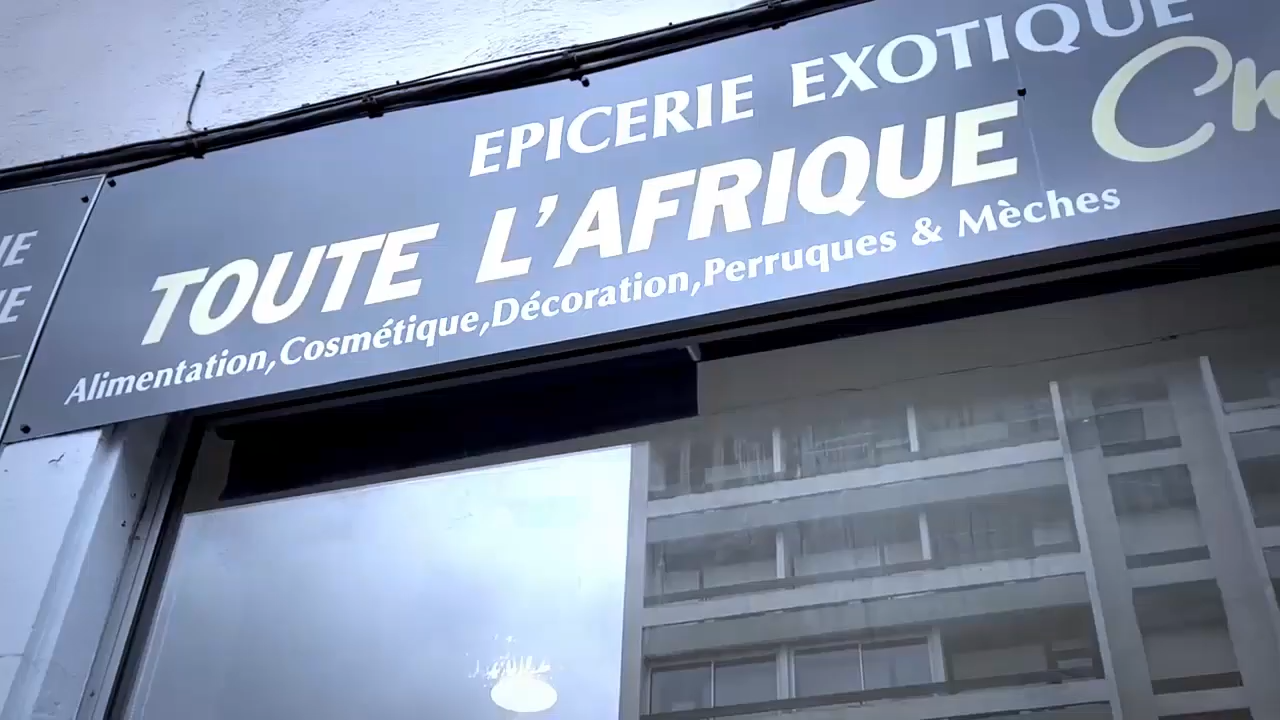 EPICERIE EXOTIQUE
TOUTE L'AFRIQUE
Alimentation,Cosmétique,Décoration,Perruques & Mèches